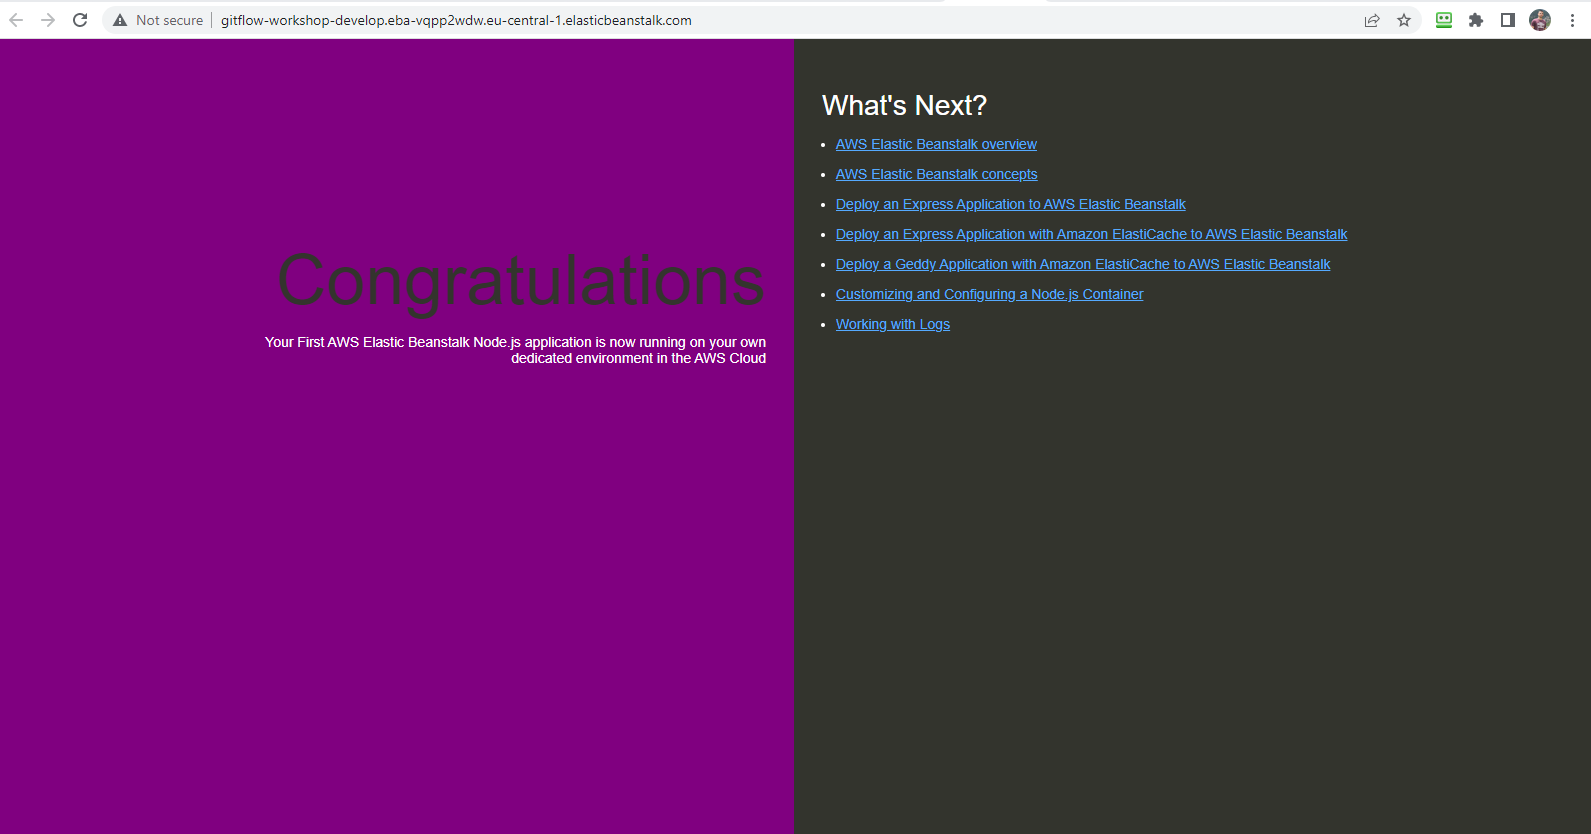 Not secure
gitflow-workshop-develop.eba-vqpp2wdw.eu-central-1.elasticbeanstalk.com
Congratulations
Your First AWS Elastic Beanstalk Node.js application is now running on your own
dedicated environment in the AWS Cloud
What's Next?
AWS Elastic Beanstalk overview
AWS Elastic Beanstalk concepts
Deploy an Express Application to AWS Elastic Beanstalk
Deploy an Express Application with Amazon ElastiCache to AWS Elastic Beanstalk
Deploy a Geddy Application with Amazon ElastiCache to AWS Elastic Beanstalk
Customizing and Configuring a Node.js Container
Working with Logs